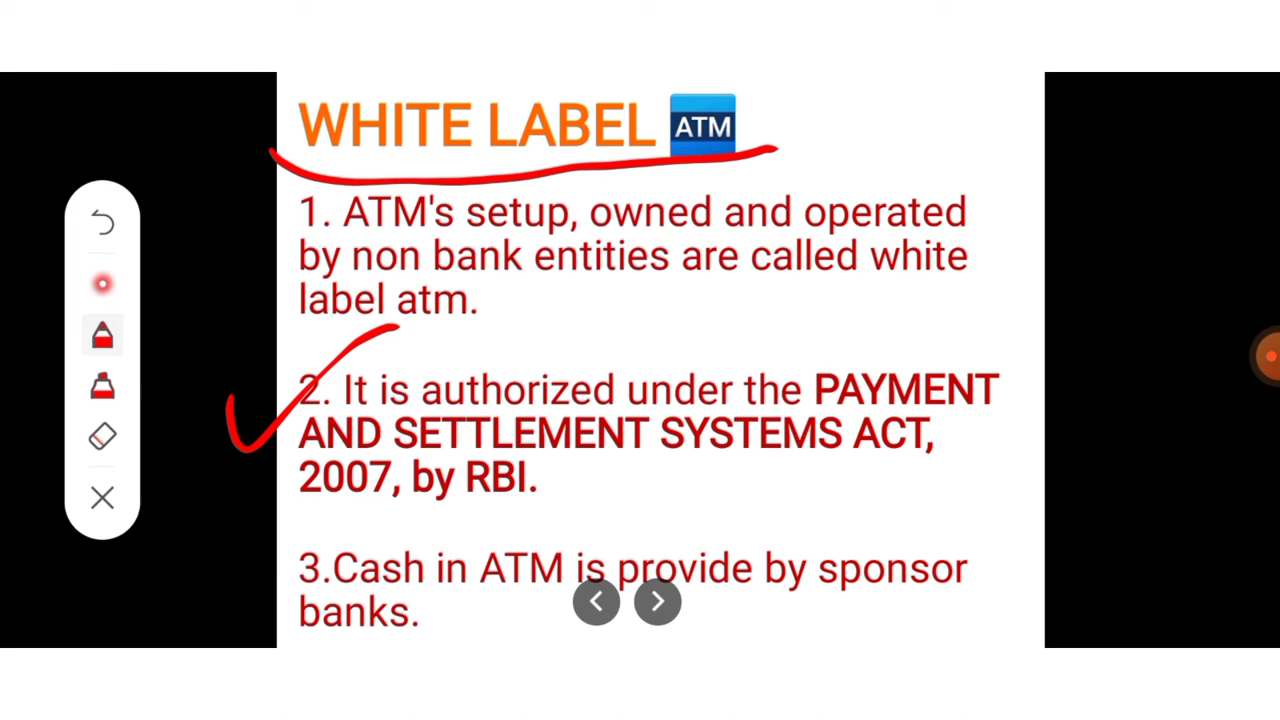 WHITE LABEL ATM
1. ATM's setup, owned and operated
by non bank entities are called white
label atm.
2. It is authorized under the PAYMENT
AND SETTLEMENT SYSTEMS ACT,
2007, by RBI.
3.Cash in ATM is provide by sponsor
banks.